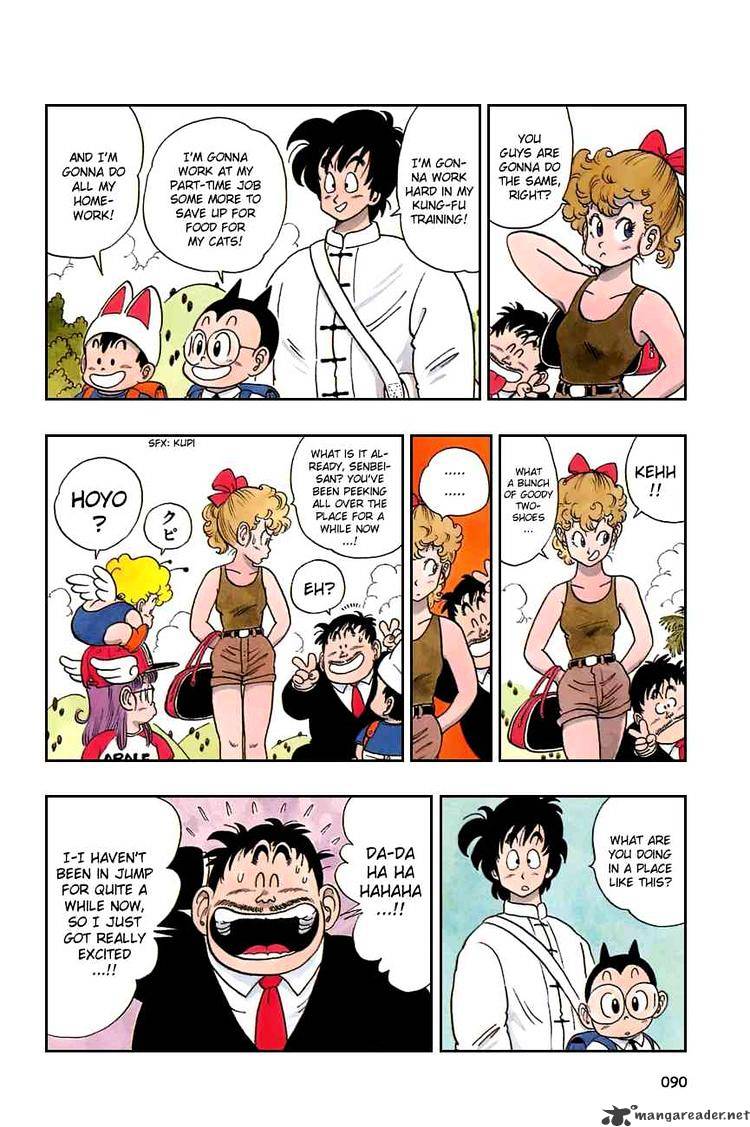 YOU
GUYS ARE
GONNA DO
THE SAME,
RIGHT?
I'M GON-
NA WORK
HARD IN MY
KUNG-FU
TRAINING!
I'M GONNA
WORK AT MY
PART-TIME JOB
SOME MORE TO
SAVE UP FOR
FOOD FOR
MY CATS!
AND I'M
GONNA DO
ALL MY
HOME-
WORK!
KEHH
!!
WHAT
A BUNCH
OF GOODY
TWO-
SHOES
...
.....
.....
WHAT IS IT AL-
READY, SENBEI-
SAN? YOU'VE
BEEN PEEKING
ALL OVER THE
PLACE FOR A
WHILE NOW
...!
EH?
SFX: KUPI
クピ
HOYO
?
ARALE
WHAT ARE
YOU DOING
IN A PLACE
LIKE THIS?
DA-DA
HA HA
HAHAHA
...!!
I-I HAVEN'T
BEEN IN JUMP
FOR QUITE A
WHILE NOW,
SO I JUST
GOT REALLY
EXCITED
...!!
090
mangareader.net